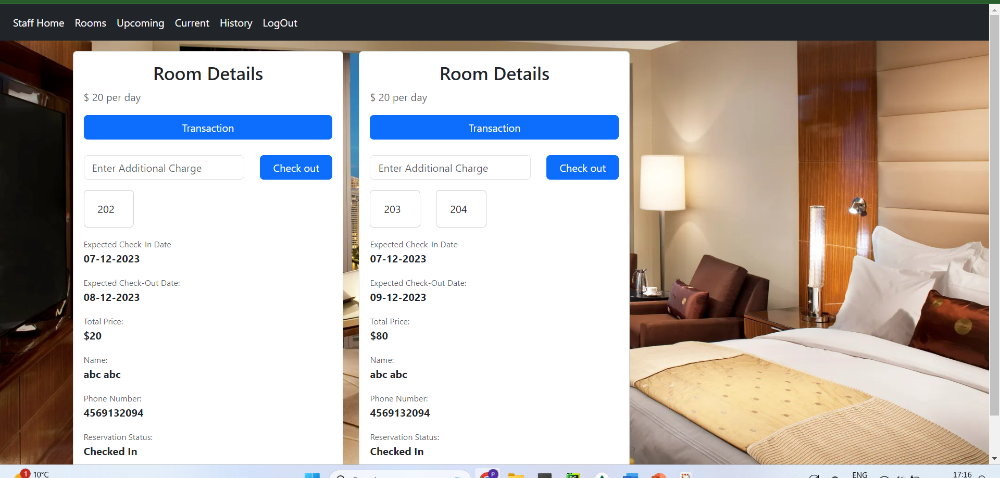 Staff Home Rooms Upcoming Current History LogOut
Room Details
$ 20 per day
Transaction
Enter Additional Charge Check out
202
Expected Check-In Date
07-12-2023
Expected Check-Out Date:
08-12-2023
Total Price:
$20
Name:
abc abc
Phone Number:
4569132094
Reservation Status:
Checked In
Room Details
$ 20 per day
Transaction
Enter Additional Charge Check out
203 204
Expected Check-In Date
07-12-2023
Expected Check-Out Date:
09-12-2023
Total Price:
$80
Name:
abc abc
Phone Number:
4569132094
Reservation Status:
Checked In
1 10°C
P
ENG
17:16